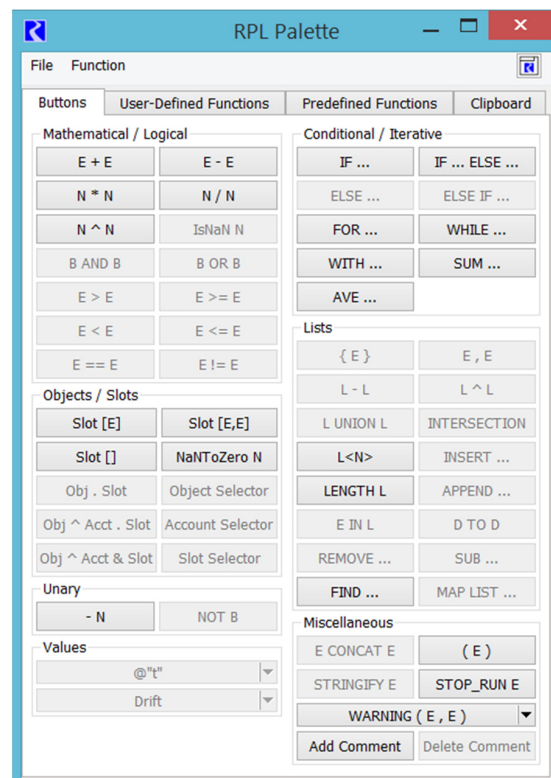 RPL Palette
File Function
Buttons User-Defined Functions Predefined Functions Clipboard
Mathematical / Logical
E + E E - E
N * N N / N
N ^ N IsNaN N
B AND B B OR B
E > E E >= E
E < E E <= E
E == E E != E
Objects / Slots
Slot [E] Slot [E,E]
Slot [] NaNToZero N
Obj . Slot Object Selector
Obj ^ Acct . Slot Account Selector
Obj ^ Acct & Slot Slot Selector
Unary
- N NOT B
Values
@"t"
Drift
Conditional / Iterative
IF ... IF ... ELSE ...
ELSE ... ELSE IF ...
FOR ... WHILE ...
WITH ... SUM ...
AVE ...
Lists
{ E } E , E
L - L L ^ L
L UNION L INTERSECTION
L<N> INSERT ...
LENGTH L APPEND ...
E IN L D TO D
REMOVE ... SUB ...
FIND ... MAP LIST ...
Miscellaneous
E CONCAT E ( E )
STRINGIFY E STOP_RUN E
WARNING ( E , E )
Add Comment Delete Comment